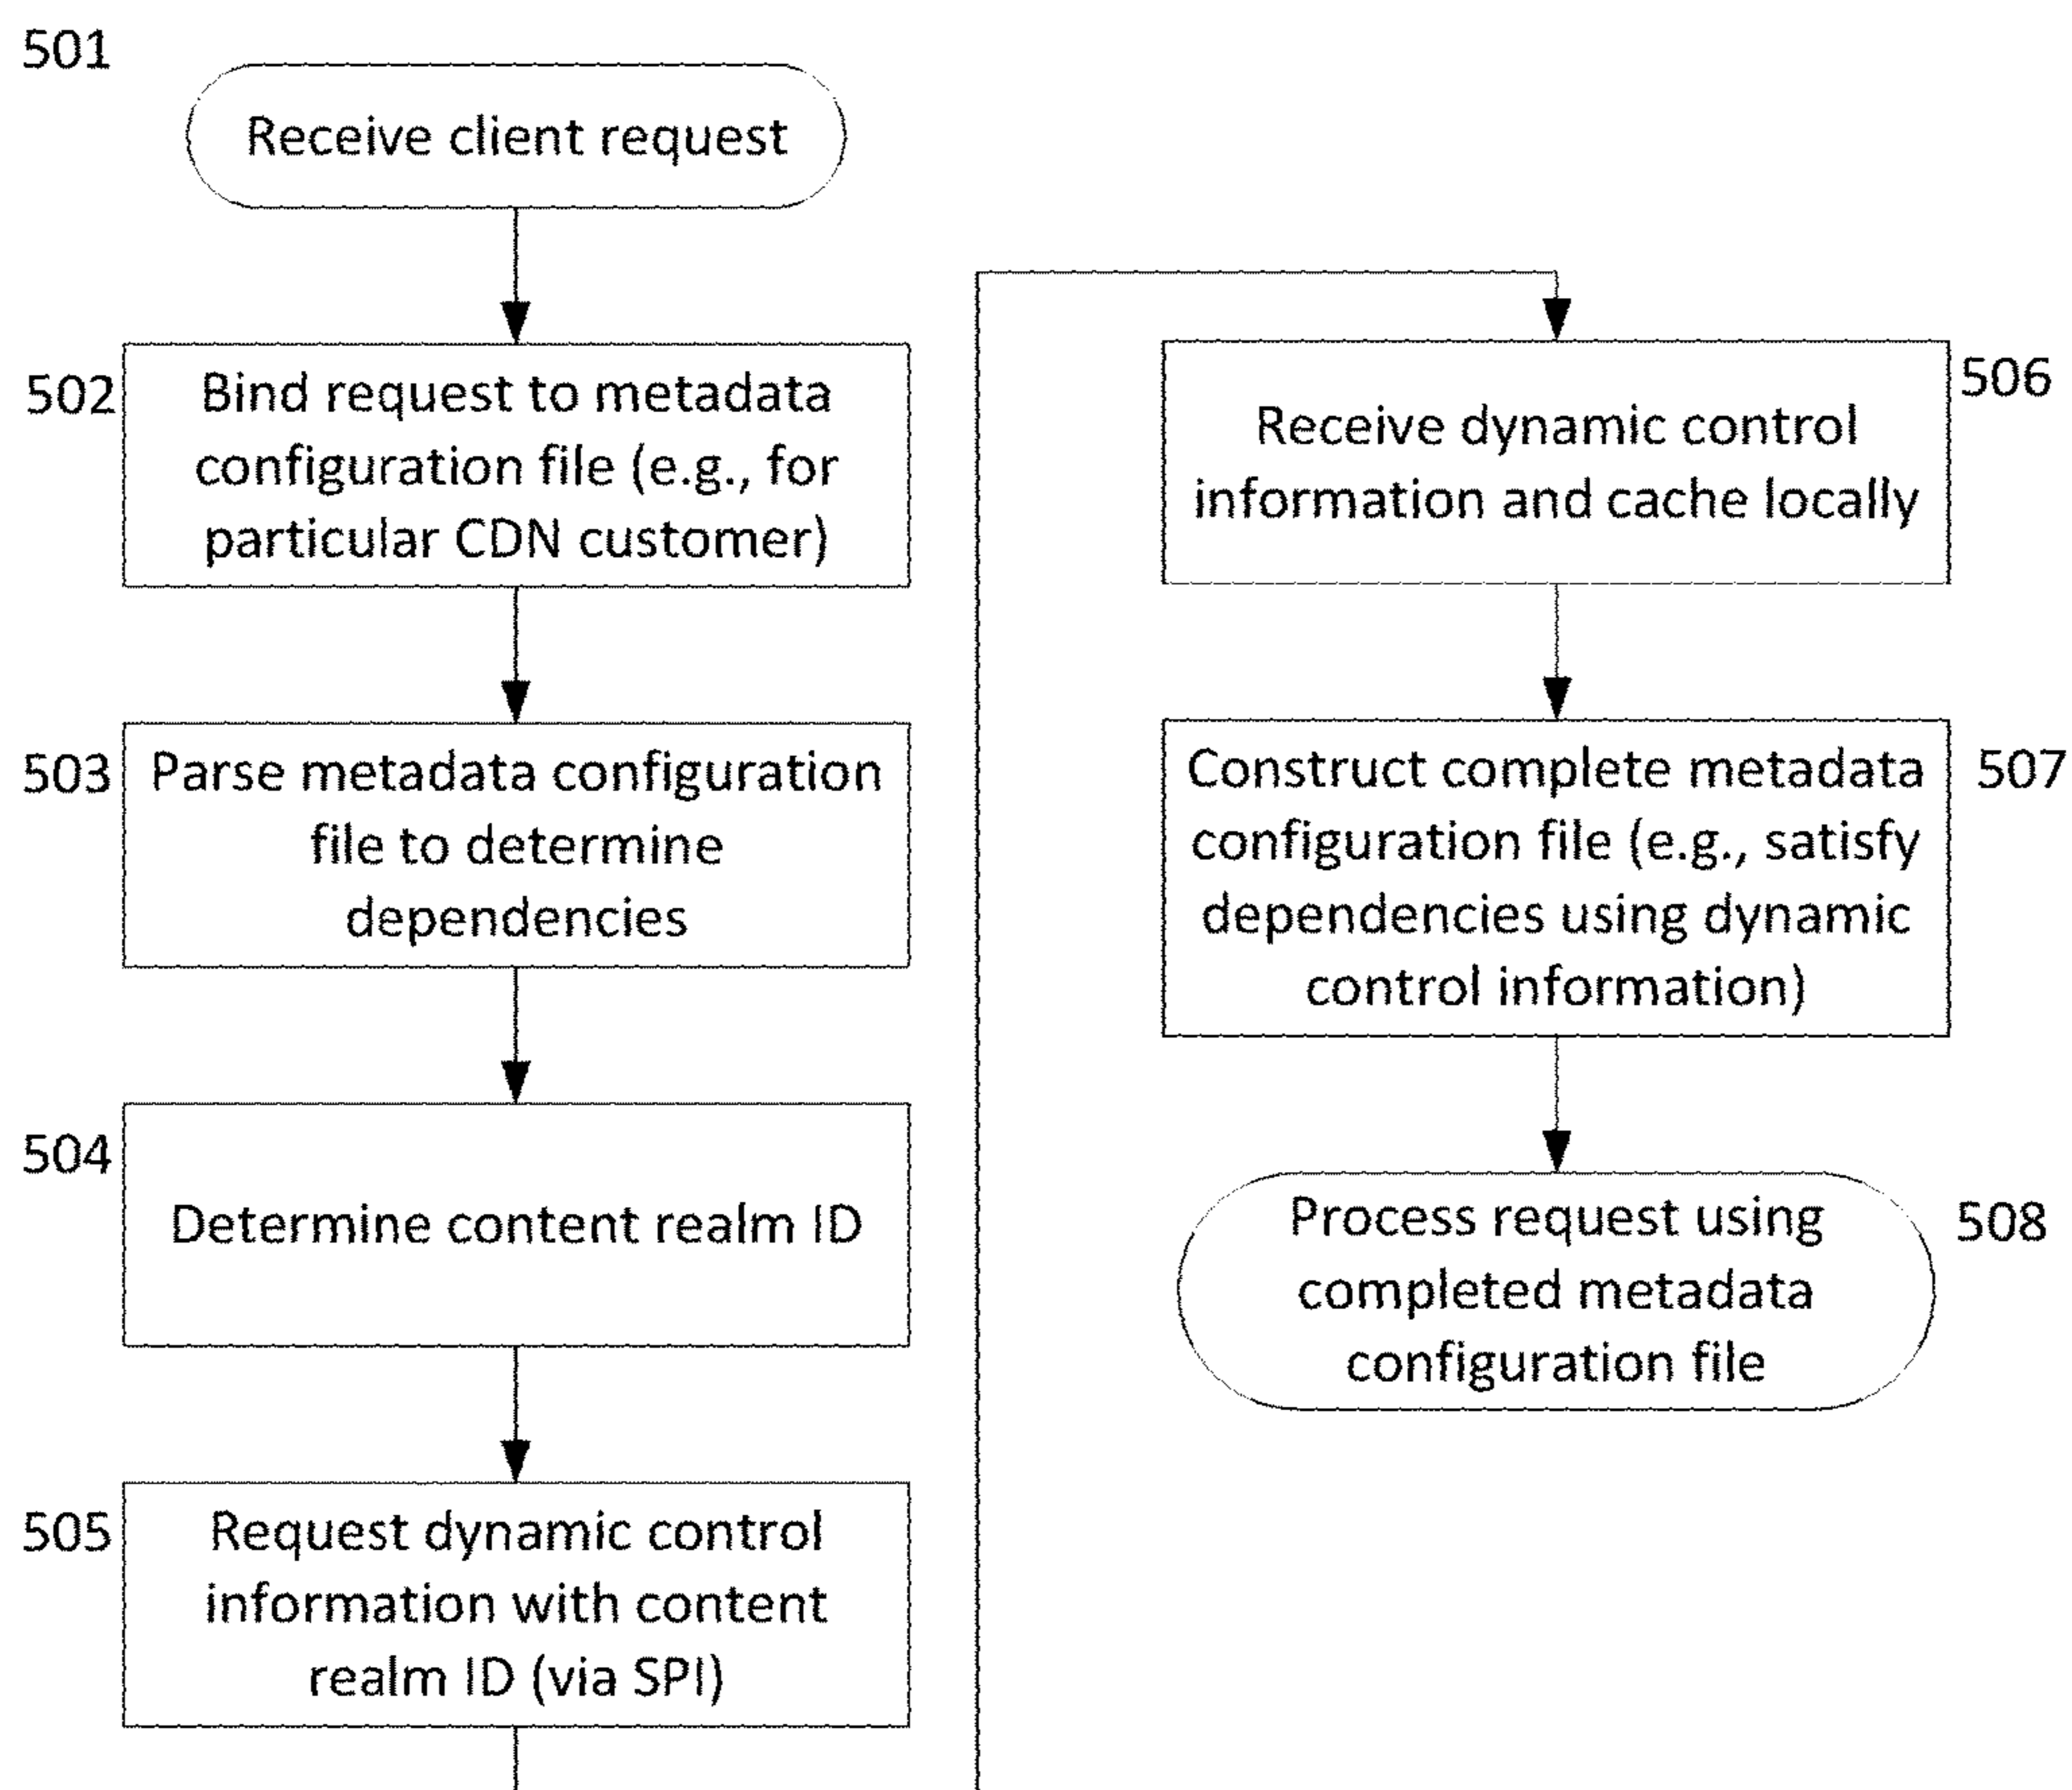 501
Receive client request
502
Bind request to metadata
configuration file (e.g., for
particular CDN customer)
503
Parse metadata configuration
file to determine
dependencies
504
Determine content realm ID
505
Request dynamic control
information with content
realm ID (via SPI)
506
Receive dynamic control
information and cache locally
507
Construct complete metadata
configuration file (e.g., satisfy
dependencies using dynamic
control information)
508
Process request using
completed metadata
configuration file